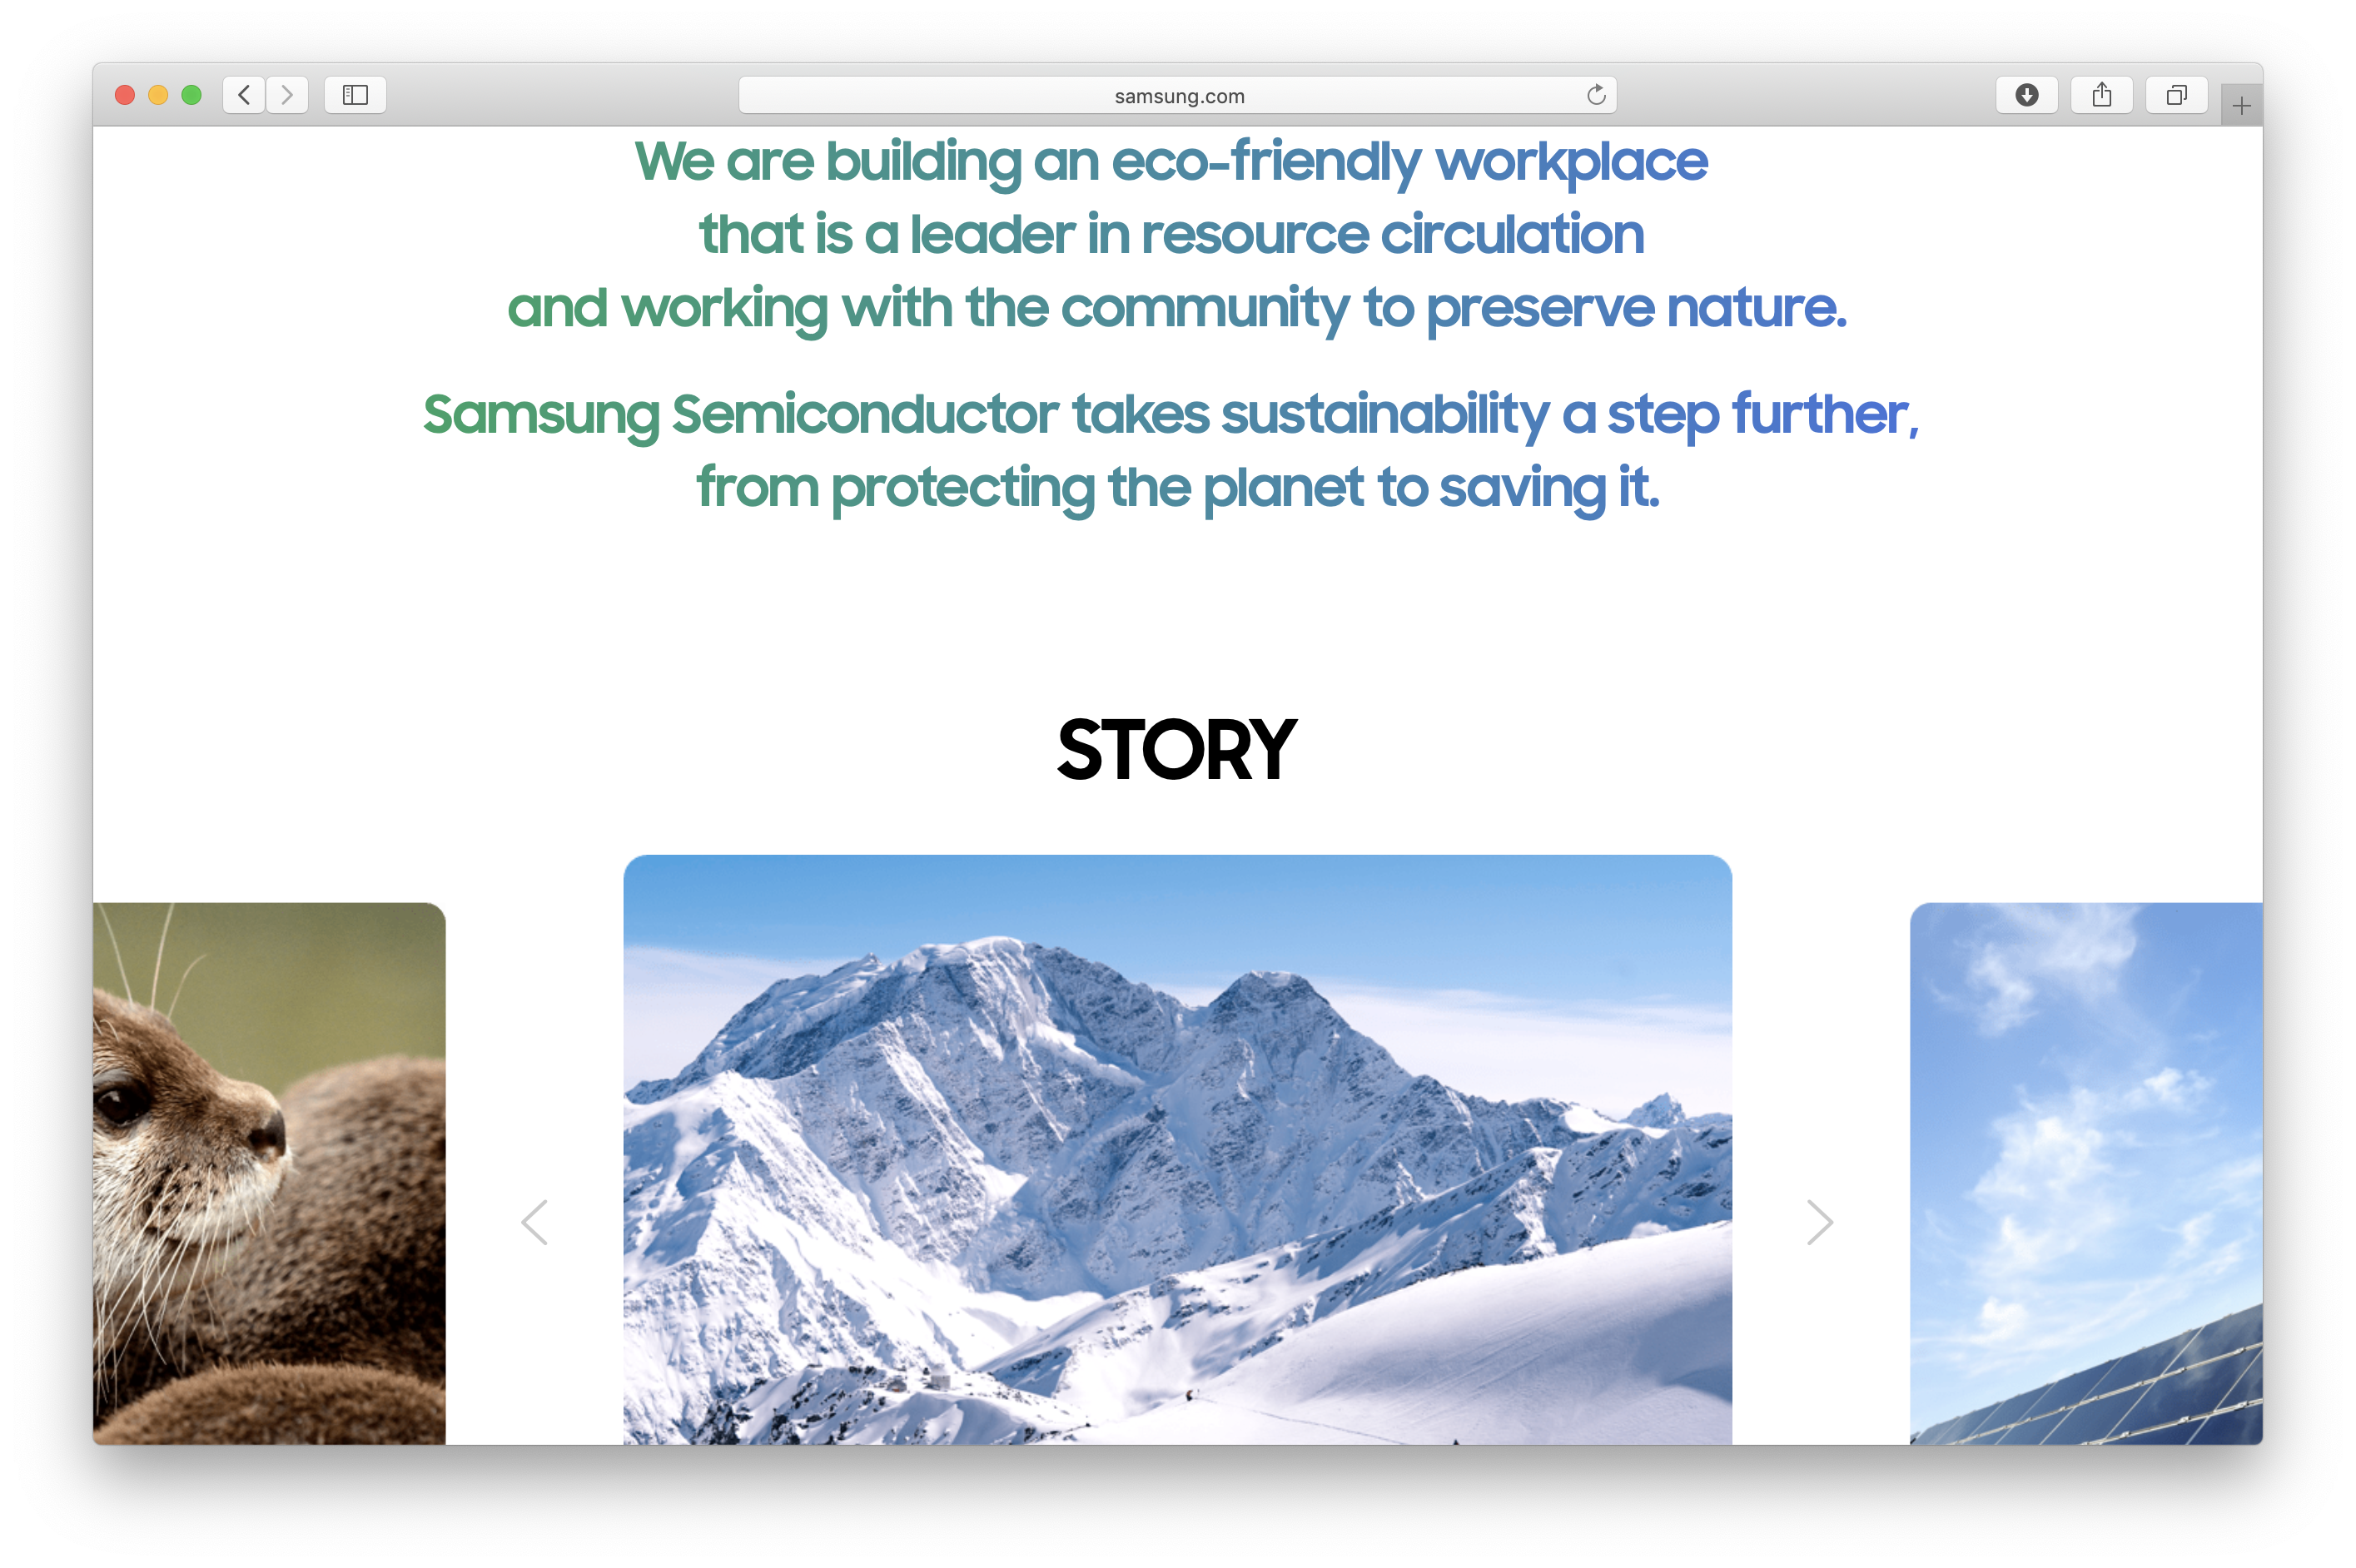 samsung.com
We are building an eco-friendly workplace
that is a leader in resource circulation
and working with the community to preserve nature.
Samsung Semiconductor takes sustainability a step further,
from protecting the planet to saving it.
STORY